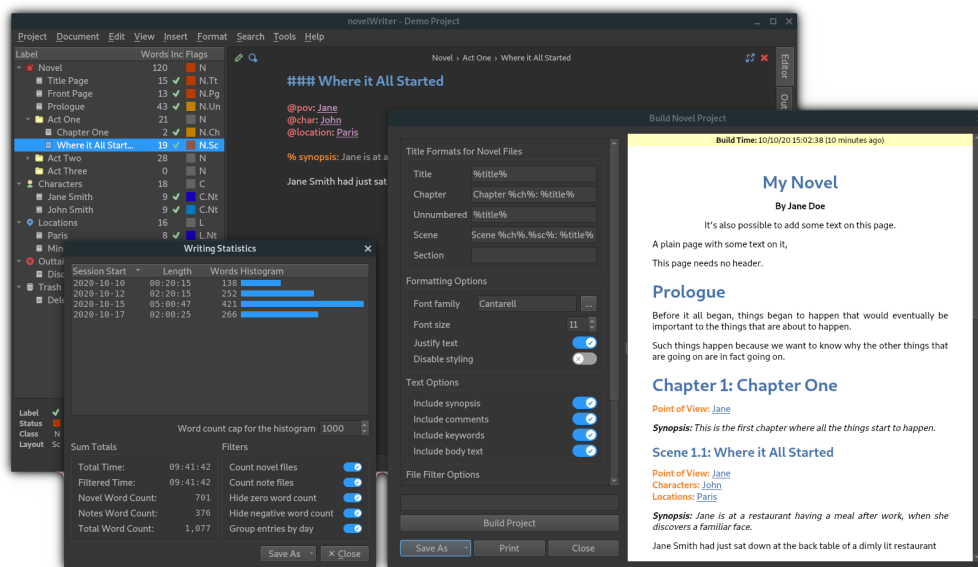 novelWriter - Demo Project
Project Document Edit View Insert Format Search Tools Help
Label Words Inc Flags
Novel 120 N
Title Page 15 N.Tt
Front Page 13 N.Pg
Prologue 43 N.Un
Act One 21 N
Chapter One 2 N.Ch
Where it All Start... 19 N.Sc
Act Two 28 N
Act Three 0 N
Characters 18 C
Jane Smith 9 C.Nt
John Smith 9 C.Nt
Locations 16 L
Paris 8 L.Nt
Label
Status
Class N
Layout Sc
Novel › Act One › Where it All Started
Editor
### Where it All Started
@pov: Jane
@char: John
@location: Paris
% synopsis: Jane is at a
Jane Smith had just sat
Writing Statistics
Session Start Length Words Histogram
2020-10-10 00:20:15 138
2020-10-12 02:20:15 252
2020-10-15 05:00:47 421
2020-10-17 02:00:25 266
Word count cap for the histogram 1000
Sum Totals
Total Time: 09:41:42
Filtered Time: 09:41:42
Novel Word Count: 701
Notes Word Count: 376
Total Word Count: 1,077
Filters
Count novel files
Count note files
Hide zero word count
Hide negative word count
Group entries by day
Save As
× Close
Build Novel Project
Title Formats for Novel Files
Title %title%
Chapter Chapter %ch%: %title%
Unnumbered %title%
Scene Scene %ch%.%sc%: %title%
Section
Formatting Options
Font family Cantarell ...
Font size 11
Justify text
Disable styling
Text Options
Include synopsis
Include comments
Include keywords
Include body text
File Filter Options
Build Project
Save As Print Close
Build Time: 10/10/20 15:02:38 (10 minutes ago)
My Novel
By Jane Doe
It's also possible to add some text on this page.
A plain page with some text on it,
This page needs no header.
Prologue
Before it all began, things began to happen that would eventually be
important to the things that are about to happen.
Such things happen because we want to know why the other things that
are going on are in fact going on.
Chapter 1: Chapter One
Point of View: Jane
Synopsis: This is the first chapter where all the things start to happen.
Scene 1.1: Where it All Started
Point of View: Jane
Characters: John
Locations: Paris
Synopsis: Jane is at a restaurant having a meal after work, when she
discovers a familiar face.
Jane Smith had just sat down at the back table of a dimly lit restaurant